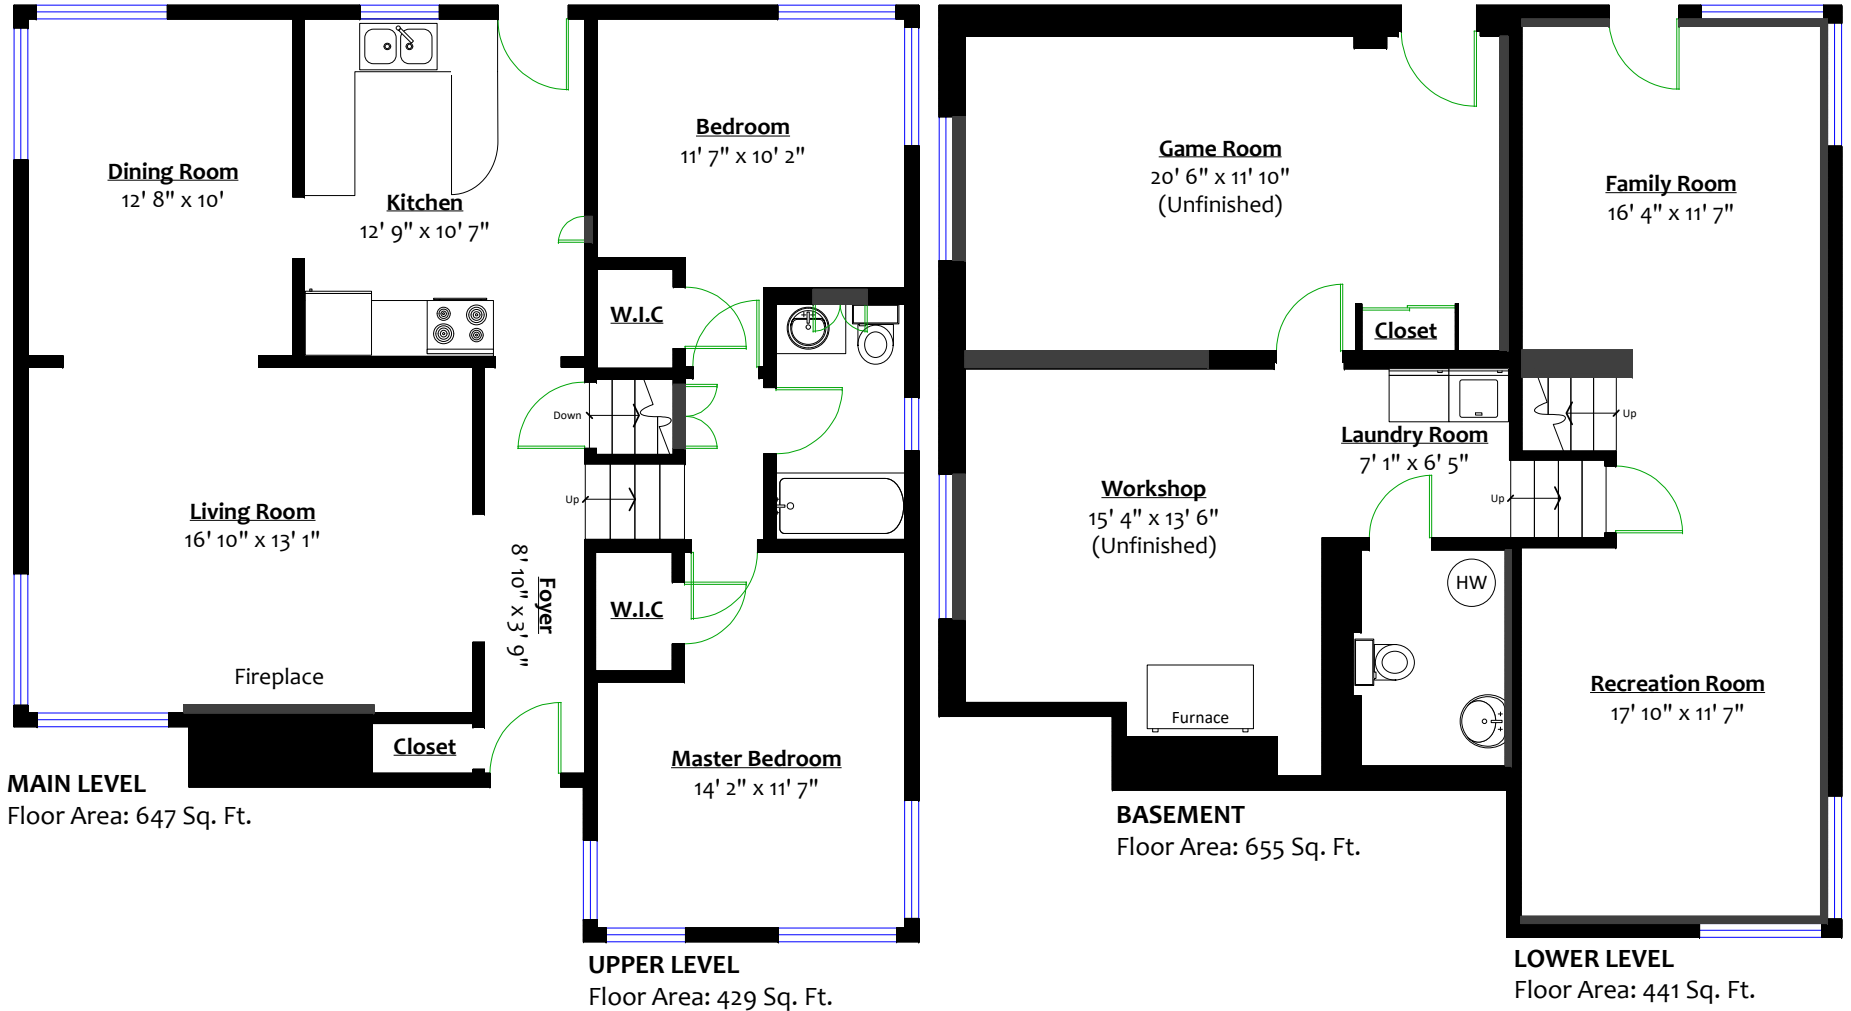 Dining Room
12' 8" x 10'
Kitchen
12' 9" x 10' 7"
Bedroom
11' 7" x 10' 2"
W.I.C
Down
Up
Living Room
16' 10" x 13' 1"
Foyer
8' 10" x 3' 9"
Fireplace
Closet
W.I.C
Master Bedroom
14' 2" x 11' 7"
MAIN LEVEL
Floor Area: 647 Sq. Ft.
UPPER LEVEL
Floor Area: 429 Sq. Ft.
Game Room
20' 6" x 11' 10"
(Unfinished)
Closet
Laundry Room
7' 1" x 6' 5"
Workshop
15' 4" x 13' 6"
(Unfinished)
Up
HW
Furnace
BASEMENT
Floor Area: 655 Sq. Ft.
Family Room
16' 4" x 11' 7"
Up
Recreation Room
17' 10" x 11' 7"
LOWER LEVEL
Floor Area: 441 Sq. Ft.